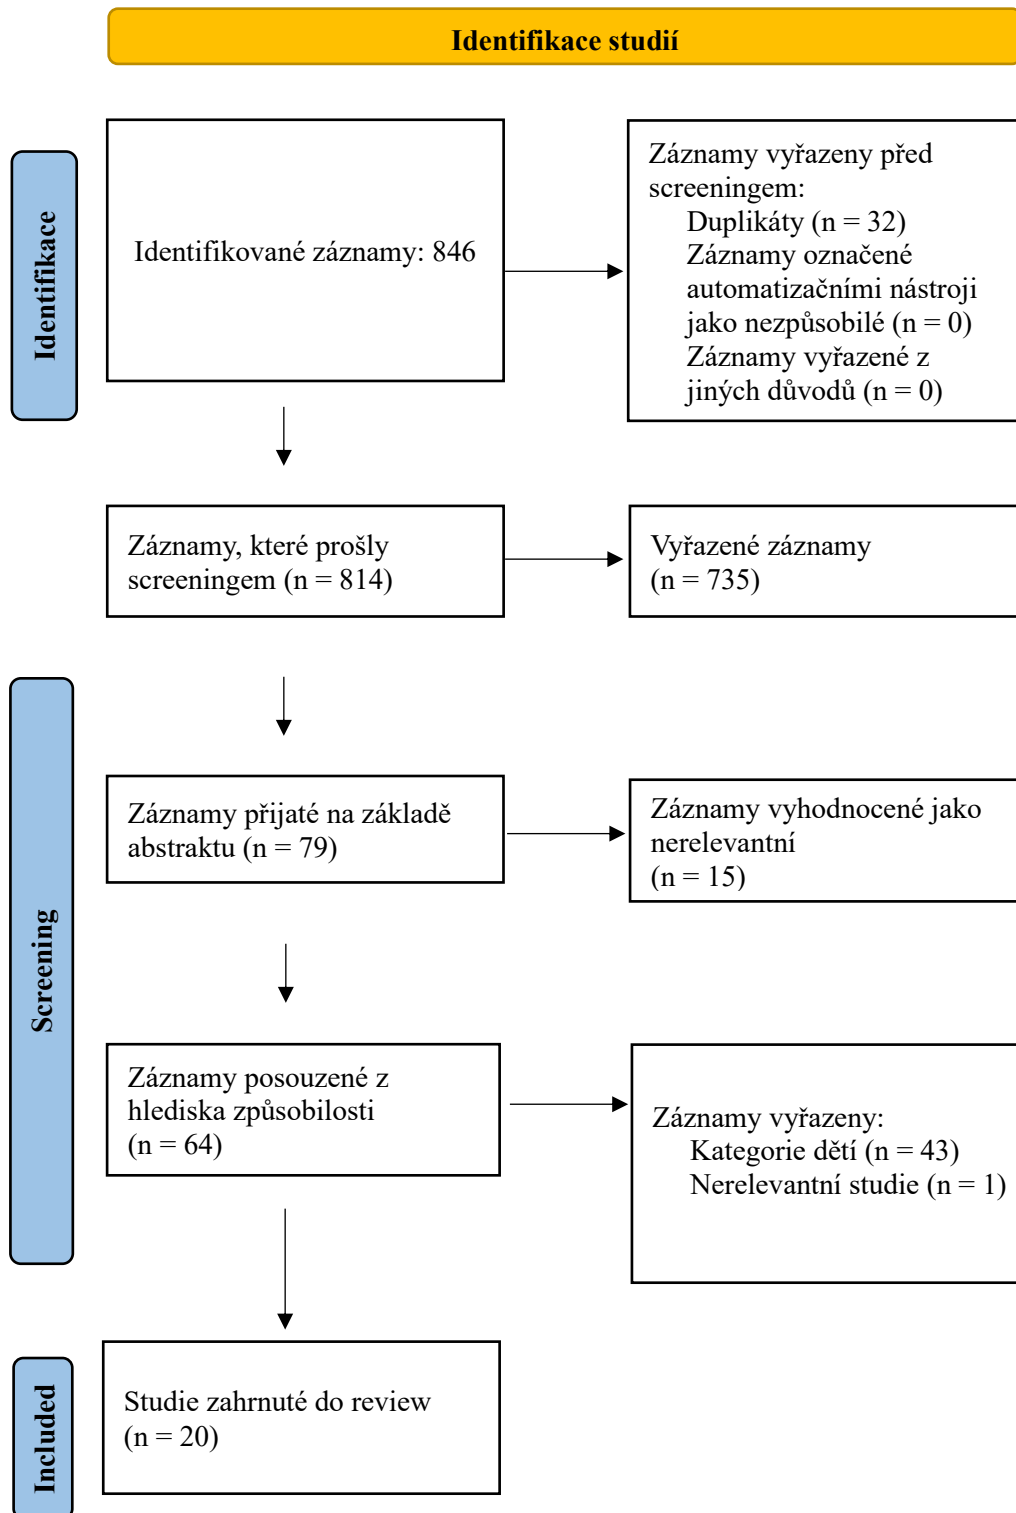 Identifikace studií
Identifikace
Identifikované záznamy: 846
Záznamy vyřazeny před
screeningem:
Duplikáty (n = 32)
Záznamy označené
automatizačními nástroji
jako nezpůsobilé (n = 0)
Záznamy vyřazené z
jiných důvodů (n = 0)
Záznamy, které prošly
screeningem (n = 814)
Vyřazené záznamy
(n = 735)
Screening
Záznamy přijaté na základě
abstraktu (n = 79)
Záznamy vyhodnocené jako
nerelevantní
(n = 15)
Záznamy posouzené z
hlediska způsobilosti
(n = 64)
Záznamy vyřazeny:
Kategorie dětí (n = 43)
Nerelevantní studie (n = 1)
Included
Studie zahrnuté do review
(n = 20)